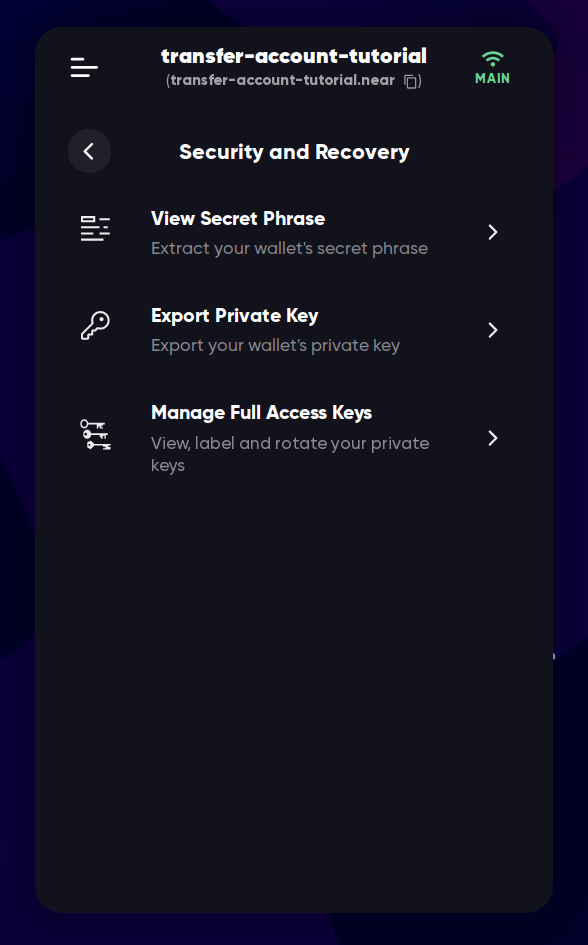 transfer-account-tutorial
(transfer-account-tutorial.near )
MAIN
Security and Recovery
View Secret Phrase
Extract your wallet's secret phrase
Export Private Key
Export your wallet's private key
Manage Full Access Keys
View, label and rotate your private
keys